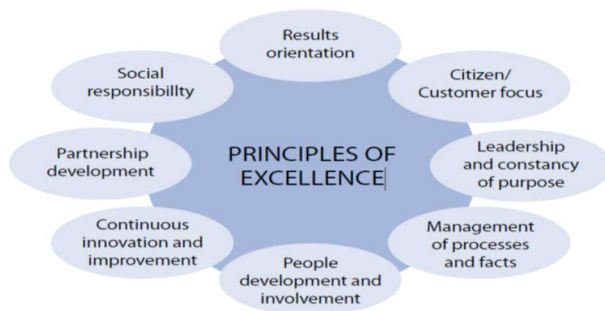 Results
orientation
Social
responsibillty
Citizen/
Customer focus
Partnership
development
PRINCIPLES OF
EXCELLENCE
Leadership
and constancy
of purpose
Continuous
innovation and
improvement
Management
of processes
and facts
People
development and
involvement